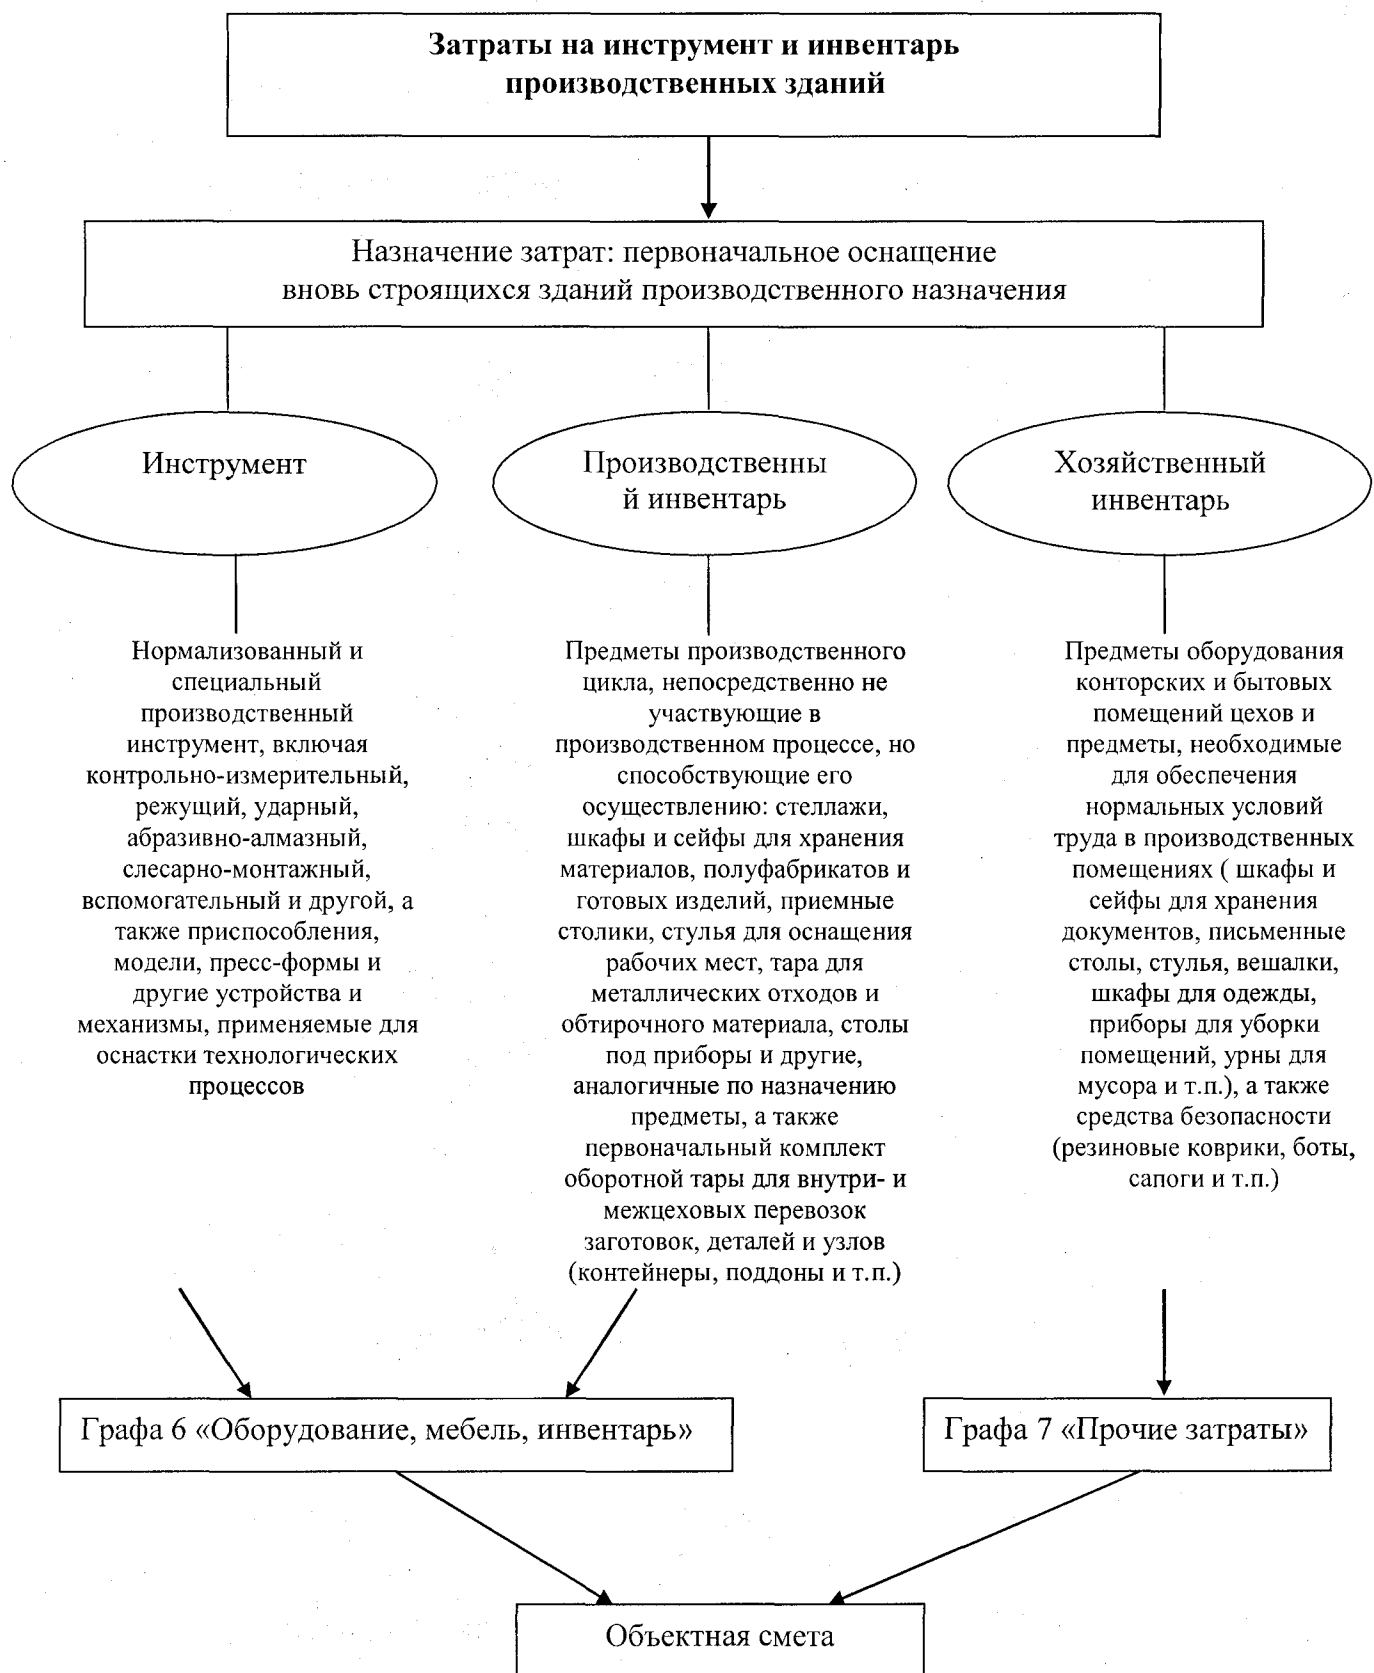 Затраты на инструмент и инвентарь
производственных зданий
Назначение затрат: первоначальное оснащение
вновь строящихся зданий производственного назначения
Инструмент
Производственны
й инвентарь
Хозяйственный
инвентарь
Нормализованный и
специальный
производственный
инструмент, включая
контрольно-измерительный,
режущий, ударный,
абразивно-алмазный,
слесарно-монтажный,
вспомогательный и другой, а
также приспособления,
модели, пресс-формы и
другие устройства и
механизмы, применяемые для
оснастки технологических
процессов
Предметы производственного
цикла, непосредственно не
участвующие в
производственном процессе, но
способствующие его
осуществлению: стеллажи,
шкафы и сейфы для хранения
материалов, полуфабрикатов и
готовых изделий, приемные
столики, стулья для оснащения
рабочих мест, тара для
металлических отходов и
обтирочного материала, столы
под приборы и другие,
аналогичные по назначению
предметы, а также
первоначальный комплект
оборотной тары для внутри- и
межцеховых перевозок
заготовок, деталей и узлов
(контейнеры, поддоны и т.п.)
Предметы оборудования
конторских и бытовых
помещений цехов и
предметы, необходимые
для обеспечения
нормальных условий
труда в производственных
помещениях ( шкафы и
сейфы для хранения
документов, письменные
столы, стулья, вешалки,
шкафы для одежды,
приборы для уборки
помещений, урны для
мусора и т.п.), а также
средства безопасности
(резиновые коврики, боты,
сапоги и т.п.)
Графа 6 «Оборудование, мебель, инвентарь»
Графа 7 «Прочие затраты»
Объектная смета